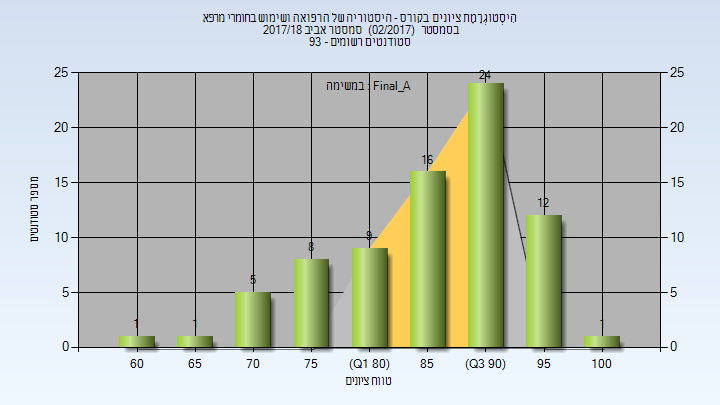 הִיסְטוֹגְרָמַת ציונים בקורס - היסטוריה של הרפואה ושימוש בחומרי מרפא
בסמסטר (02/2017) סמסטר אביב 2017/18
סטודנטים רשומים - 93
במשימה : Final_A
מספר סטודנטים
25 25
20 20
15 15
10 10
5 5
0 0
1 1 5 8 9 16 24 12 1
60 65 70 75 (Q1 80) 85 (Q3 90) 95 100
טווח ציונים